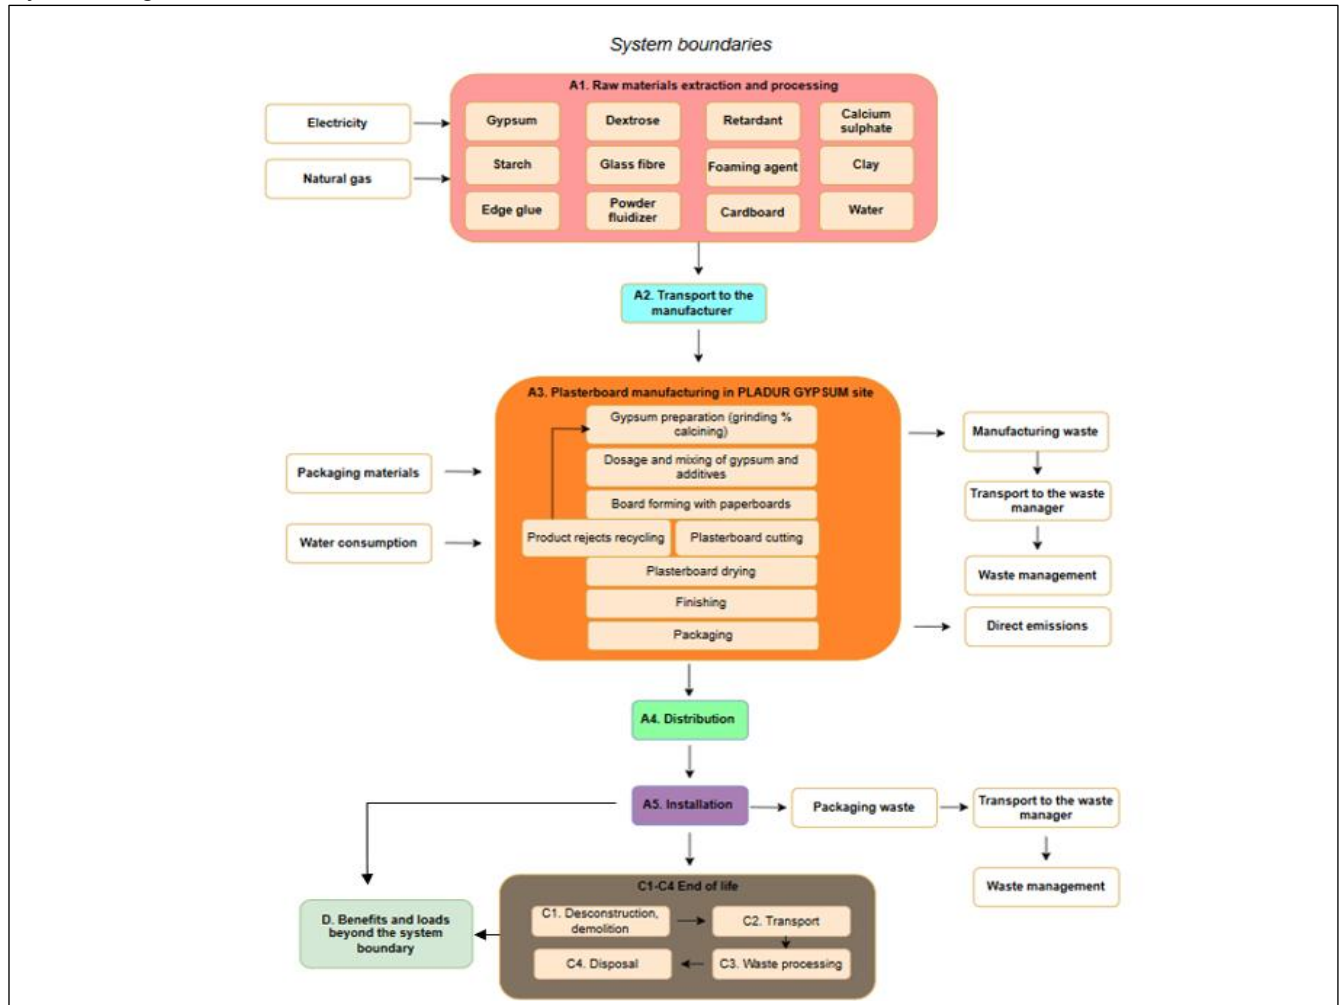 System boundaries
A1. Raw materials extraction and processing
Electricity
Natural gas
Gypsum
Dextrose
Retardant
Calcium
sulphate
Starch
Glass fibre
Foaming agent
Clay
Edge glue
Powder
fluidizer
Cardboard
Water
A2. Transport to the
manufacturer
A3. Plasterboard manufacturing in PLADUR GYPSUM site
Gypsum preparation (grinding %
calcining)
Dosage and mixing of gypsum and
additives
Board forming with paperboards
Product rejects recycling
Plasterboard cutting
Plasterboard drying
Finishing
Packaging
Packaging materials
Water consumption
Manufacturing waste
Transport to the waste
manager
Waste management
Direct emissions
A4. Distribution
A5. Installation
Packaging waste
Transport to the waste
manager
Waste management
C1-C4 End of life
C1. Desconstruction,
demolition
C2. Transport
C4. Disposal
C3. Waste processing
D. Benefits and loads
beyond the system
boundary